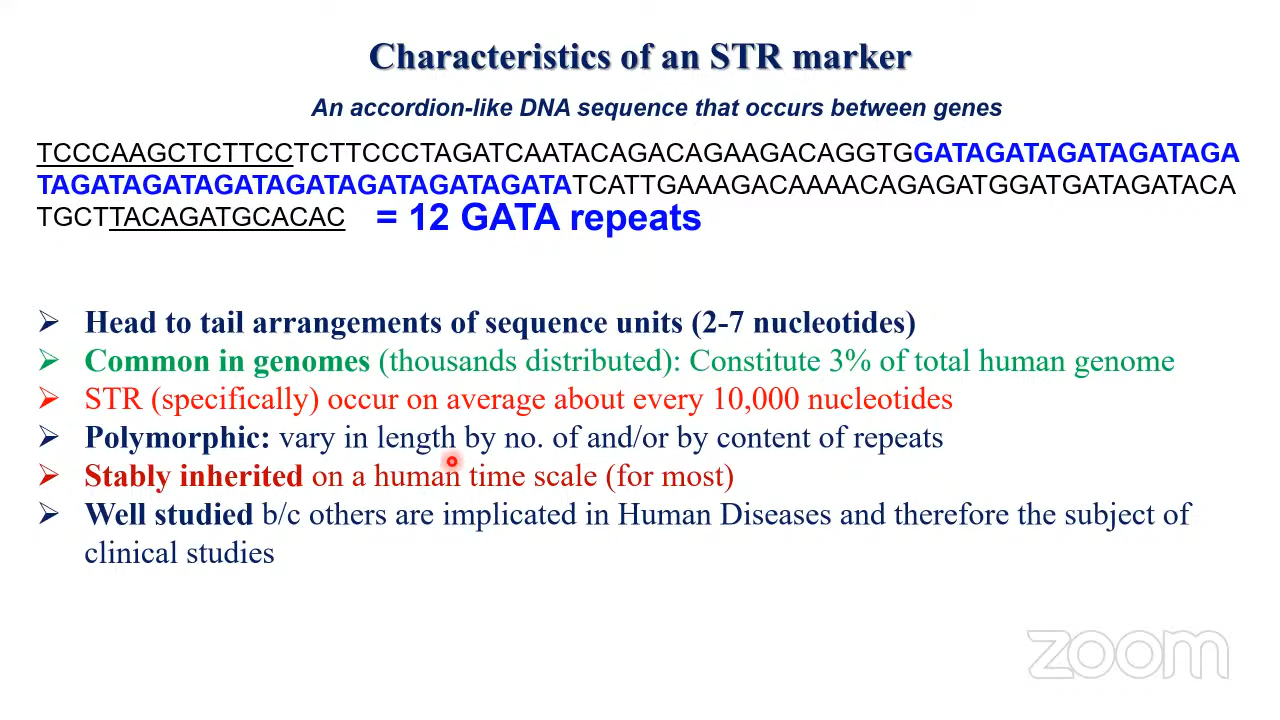 Characteristics of an STR marker
An accordion-like DNA sequence that occurs between genes
TCCCAAGCTCTTCCTCTTCCCTAGATCAATACAGACAGAAGACAGGTGGATAGATAGATAGATAGATAGA
TAGATAGATAGATAGATAGATAGATAGATAGATATCATTGAAAGACAAAACAGAGATGGATGATAGATACA
TGCTTACAGATGCACAC = 12 GATA repeats
➢ Head to tail arrangements of sequence units (2-7 nucleotides)
➢ Common in genomes (thousands distributed): Constitute 3% of total human genome
➢ STR (specifically) occur on average about every 10,000 nucleotides
➢ Polymorphic: vary in length by no. of and/or by content of repeats
➢ Stably inherited on a human time scale (for most)
➢ Well studied b/c others are implicated in Human Diseases and therefore the subject of
clinical studies
zoom